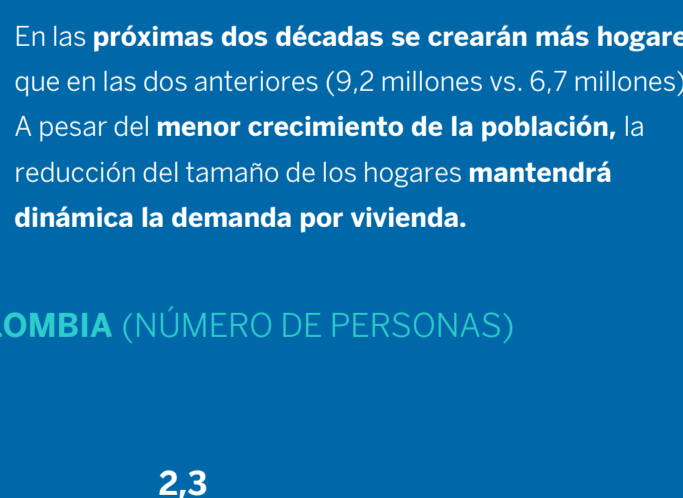 En las próximas dos décadas se crearán más hogare
que en las dos anteriores (9,2 millones vs. 6,7 millones)
A pesar del menor crecimiento de la población, la
reducción del tamaño de los hogares mantendrá
dinámica la demanda por vivienda.
LOMBIA (NÚMERO DE PERSONAS)
2,3